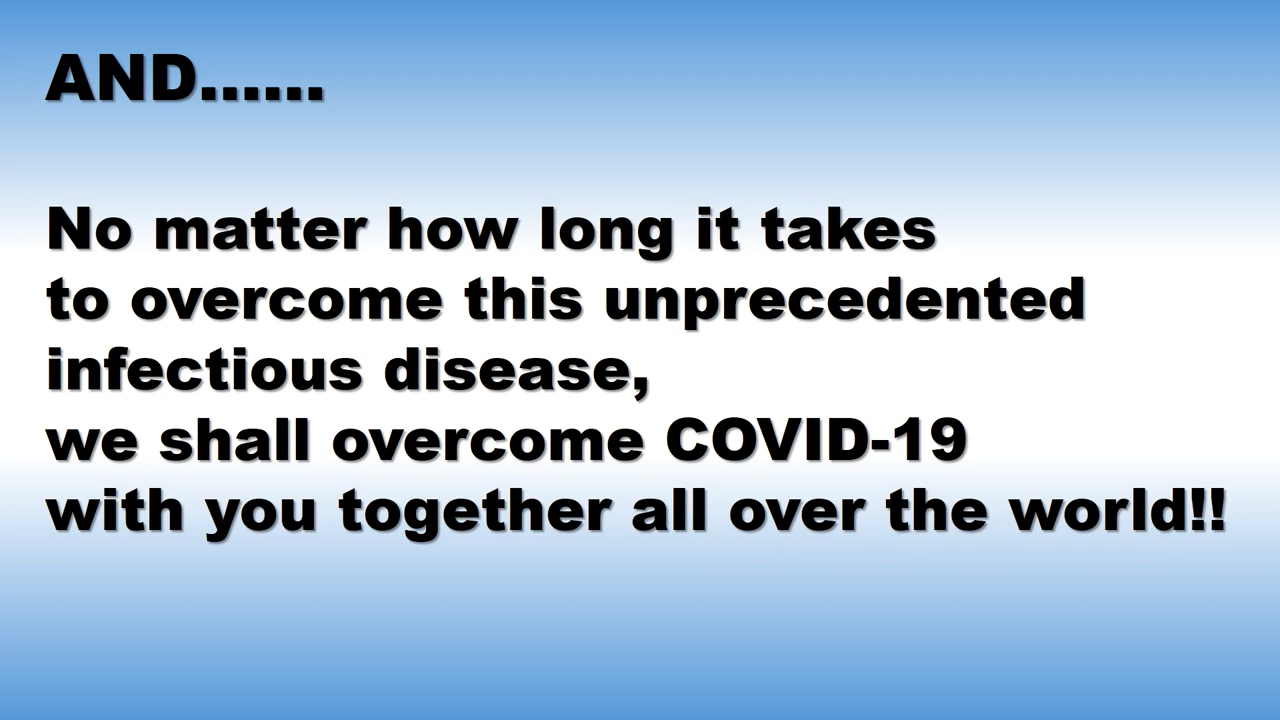 AND......
No matter how long it takes
to overcome this unprecedented
infectious disease,
we shall overcome COVID-19
with you together all over the world!!